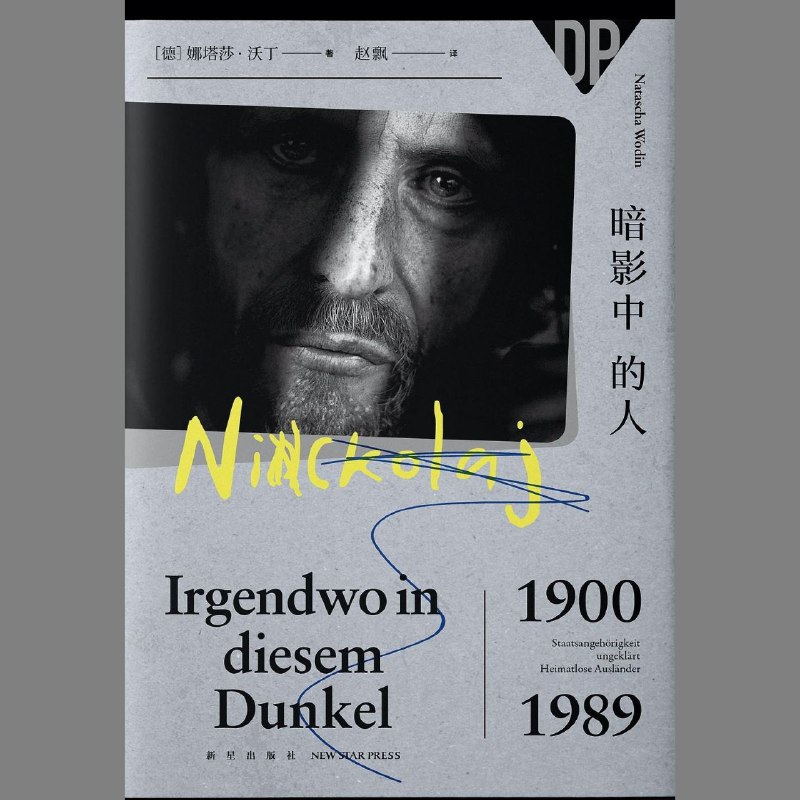 [德] 娜塔莎·沃丁——著 赵飘——译
DP
Natascha Wodin
暗影中的人
Nickolaj
Irgendwo in
diesem
Dunkel
1900
Staatsangehörigkeit
ungeklärt
Heimatlose Ausländer
1989
新星出版社 NEW STAR PRESS